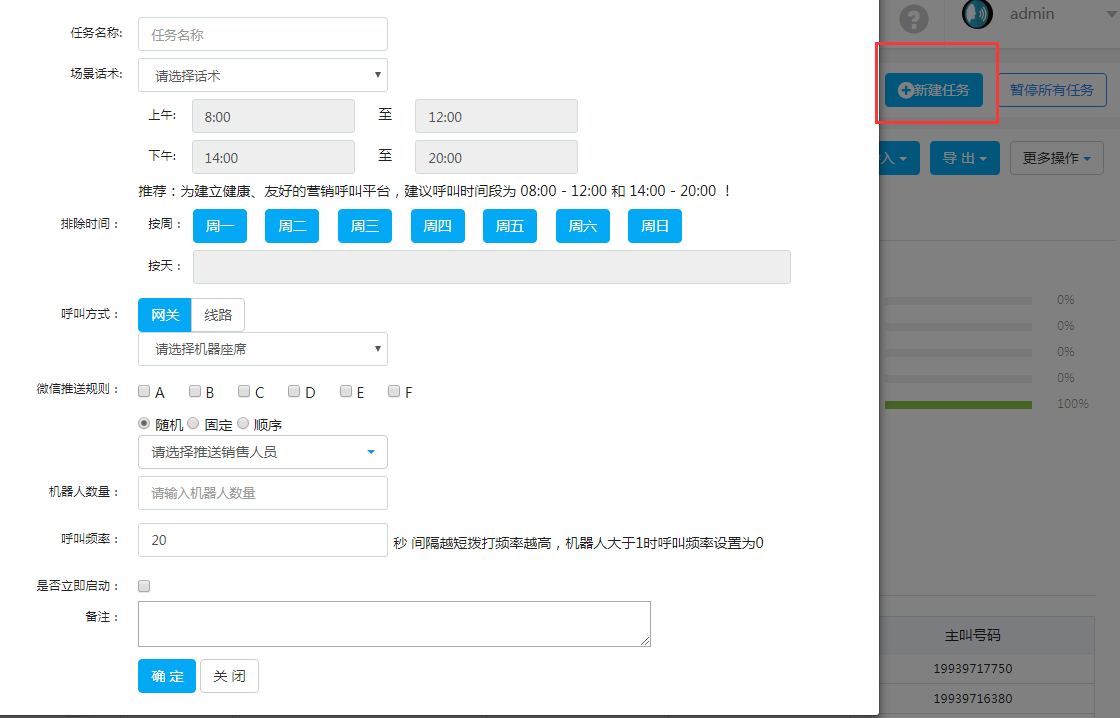 任务名称: 任务名称
场景话术: 请选择话术
上午: 8:00 至 12:00
下午: 14:00 至 20:00
推荐：为建立健康、友好的营销呼叫平台，建议呼叫时间段为 08:00 - 12:00 和 14:00 - 20:00 ！
排除时间： 按周： 周一 周二 周三 周四 周五 周六 周日
按天：
呼叫方式： 网关 线路
请选择机器座席
微信推送规则： A B C D E F
随机 固定 顺序
请选择推送销售人员
机器人数量： 请输入机器人数量
呼叫频率： 20 秒 间隔越短拨打频率越高，机器人大于1时呼叫频率设置为0
是否立即启动：
备注：
确 定 关 闭
? admin
新建任务 暂停所有任务
入 导 出 更多操作
0%
0%
0%
0%
100%
主叫号码
19939717750
19939716380